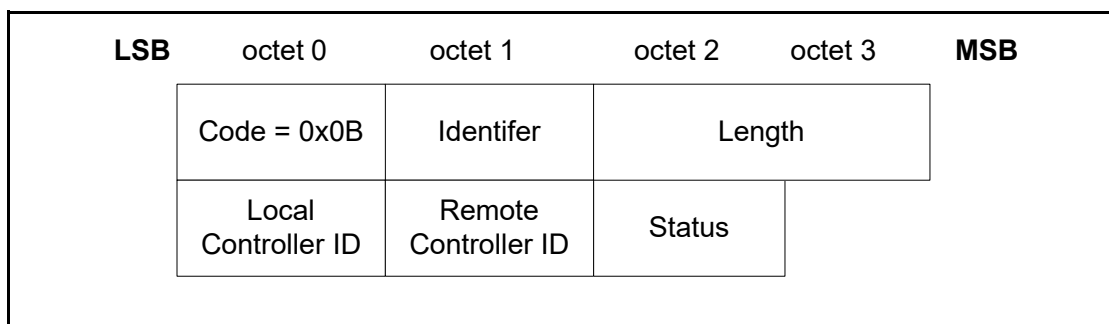 LSB octet 0 octet 1 octet 2 octet 3 MSB
Code = 0x0B Identifer Length
Local Remote Status
Controller ID Controller ID